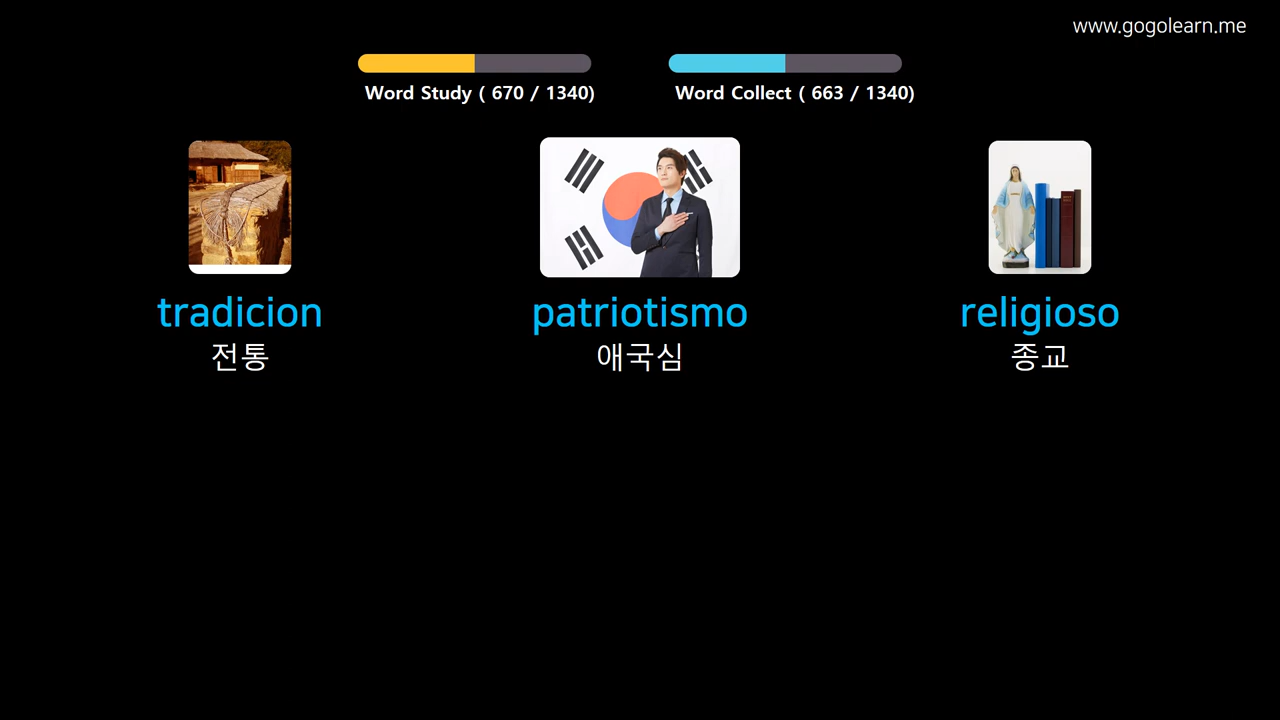 www.gogolearn.me
Word Study ( 670 / 1340)
Word Collect ( 663 / 1340)
tradicion
patriotismo
religioso
전통
애국심
종교